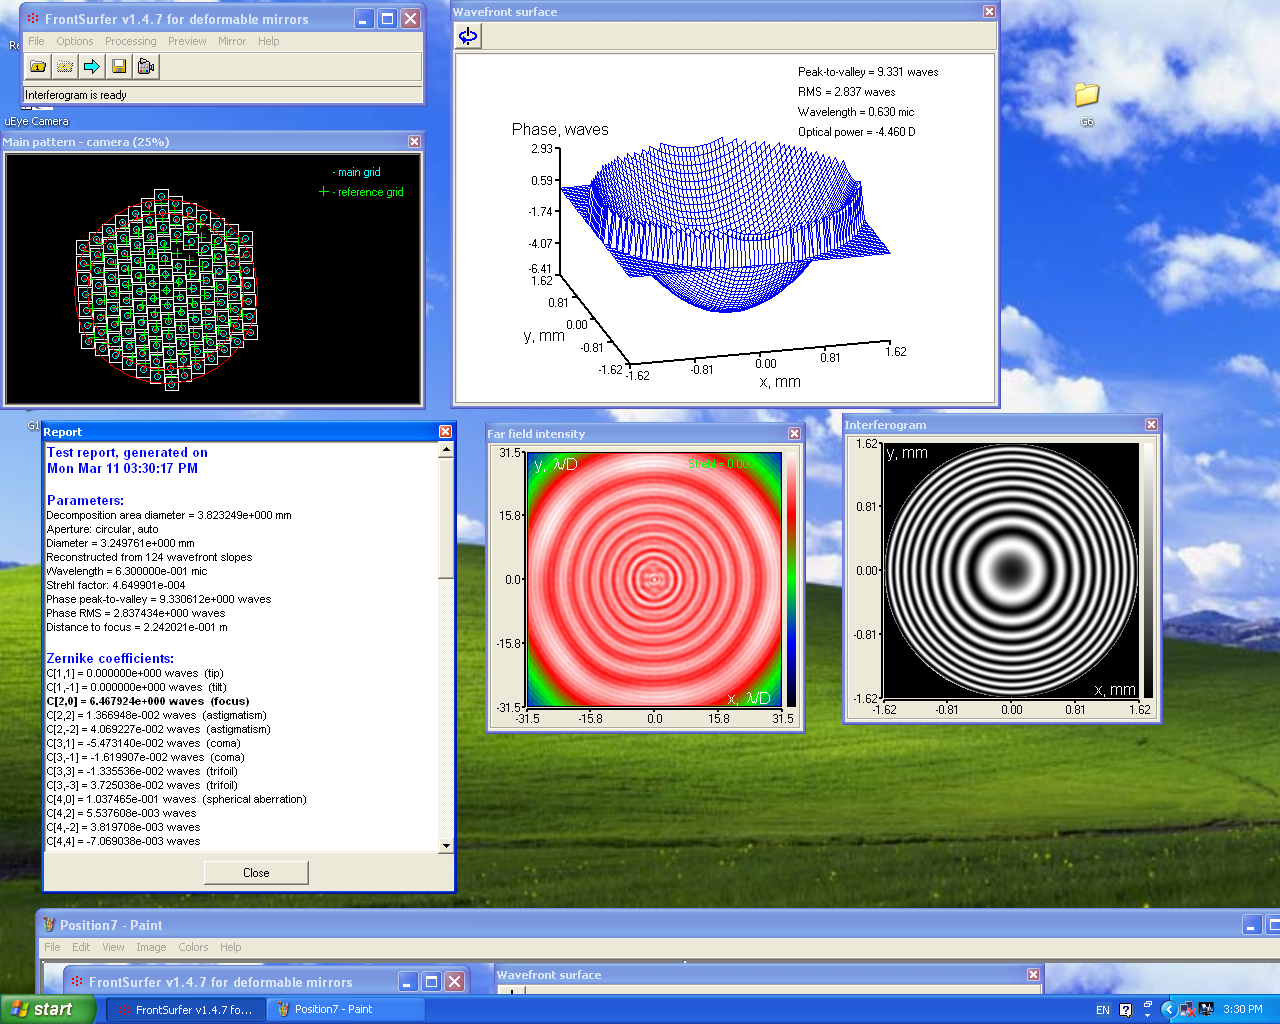 FrontSurfer v1.4.7 for deformable mirrors
File Options Processing Preview Mirror Help
Interferogram is ready
uEye Camera
Main pattern - camera (25%)
- main grid
- reference grid
Wavefront surface
Peak-to-valley = 9.331 waves
RMS = 2.837 waves
Wavelength = 0.630 mic
Optical power = -4.460 D
Phase, waves
2.93
0.59
-1.74
-4.07
-6.41
1.62
0.81
0.00
-0.81
-1.62
y, mm
-1.62
-0.81
0.00
0.81
1.62
x, mm
G6
G1
Report
Test report, generated on
Mon Mar 11 03:30:17 PM
Parameters:
Decomposition area diameter = 3.823249e+000 mm
Aperture: circular, auto
Diameter = 3.249761e+000 mm
Reconstructed from 124 wavefront slopes
Wavelength = 6.300000e-001 mic
Strehl factor: 4.649901e-004
Phase peak-to-valley = 9.330612e+000 waves
Phase RMS = 2.837434e+000 waves
Distance to focus = 2.242021e-001 m
Zernike coefficients:
C[1,1] = 0.000000e+000 waves (tip)
C[1,-1] = 0.000000e+000 waves (tilt)
C[2,0] = 6.467924e+000 waves (focus)
C[2,2] = 1.366948e-002 waves (astigmatism)
C[2,-2] = 4.069227e-002 waves (astigmatism)
C[3,1] = -5.473140e-002 waves (coma)
C[3,-1] = -1.619907e-002 waves (coma)
C[3,3] = -1.335536e-002 waves (trifoil)
C[3,-3] = 3.725038e-002 waves (trifoil)
C[4,0] = 1.037465e-001 waves (spherical aberration)
C[4,2] = 5.537608e-003 waves
C[4,-2] = 3.819708e-003 waves
C[4,4] = -7.069038e-003 waves
Close
Far field intensity
31.5
15.8
0.0
-15.8
-31.5
y, λ/D
Strehl = 0.000
x, λ/D
-31.5 -15.8 0.0 15.8 31.5
Interferogram
1.62
0.81
0.00
-0.81
-1.62
y, mm
x, mm
-1.62 -0.81 0.00 0.81 1.62
Position7 - Paint
File Edit View Image Colors Help
FrontSurfer v1.4.7 for deformable mirrors
Wavefront surface
start
FrontSurfer v1.4.7 fo...
Position7 - Paint
EN
3:30 PM